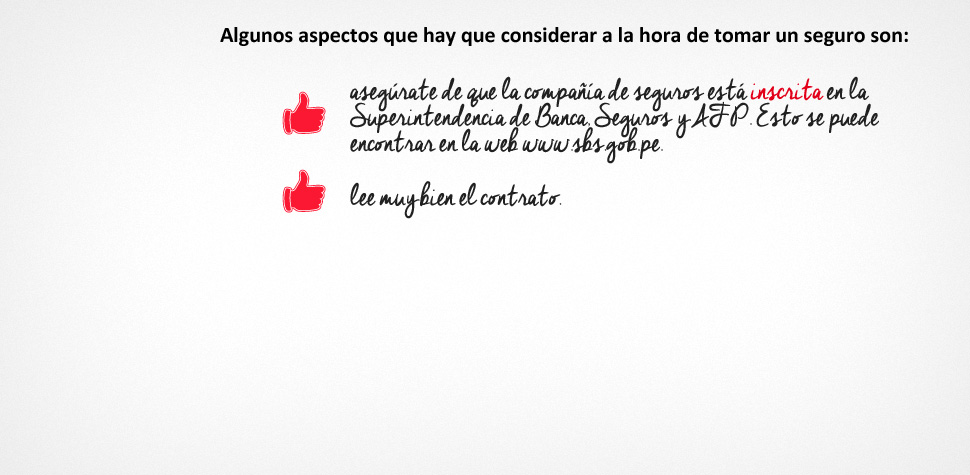 Algunos aspectos que hay que considerar a la hora de tomar un seguro son:
asegúrate de que la compañía de seguros está inscrita en la
Superintendencia de Banca, Seguros y AFP. Esto se puede
encontrar en la web www.sbs.gob.pe.
lee muy bien el contrato.